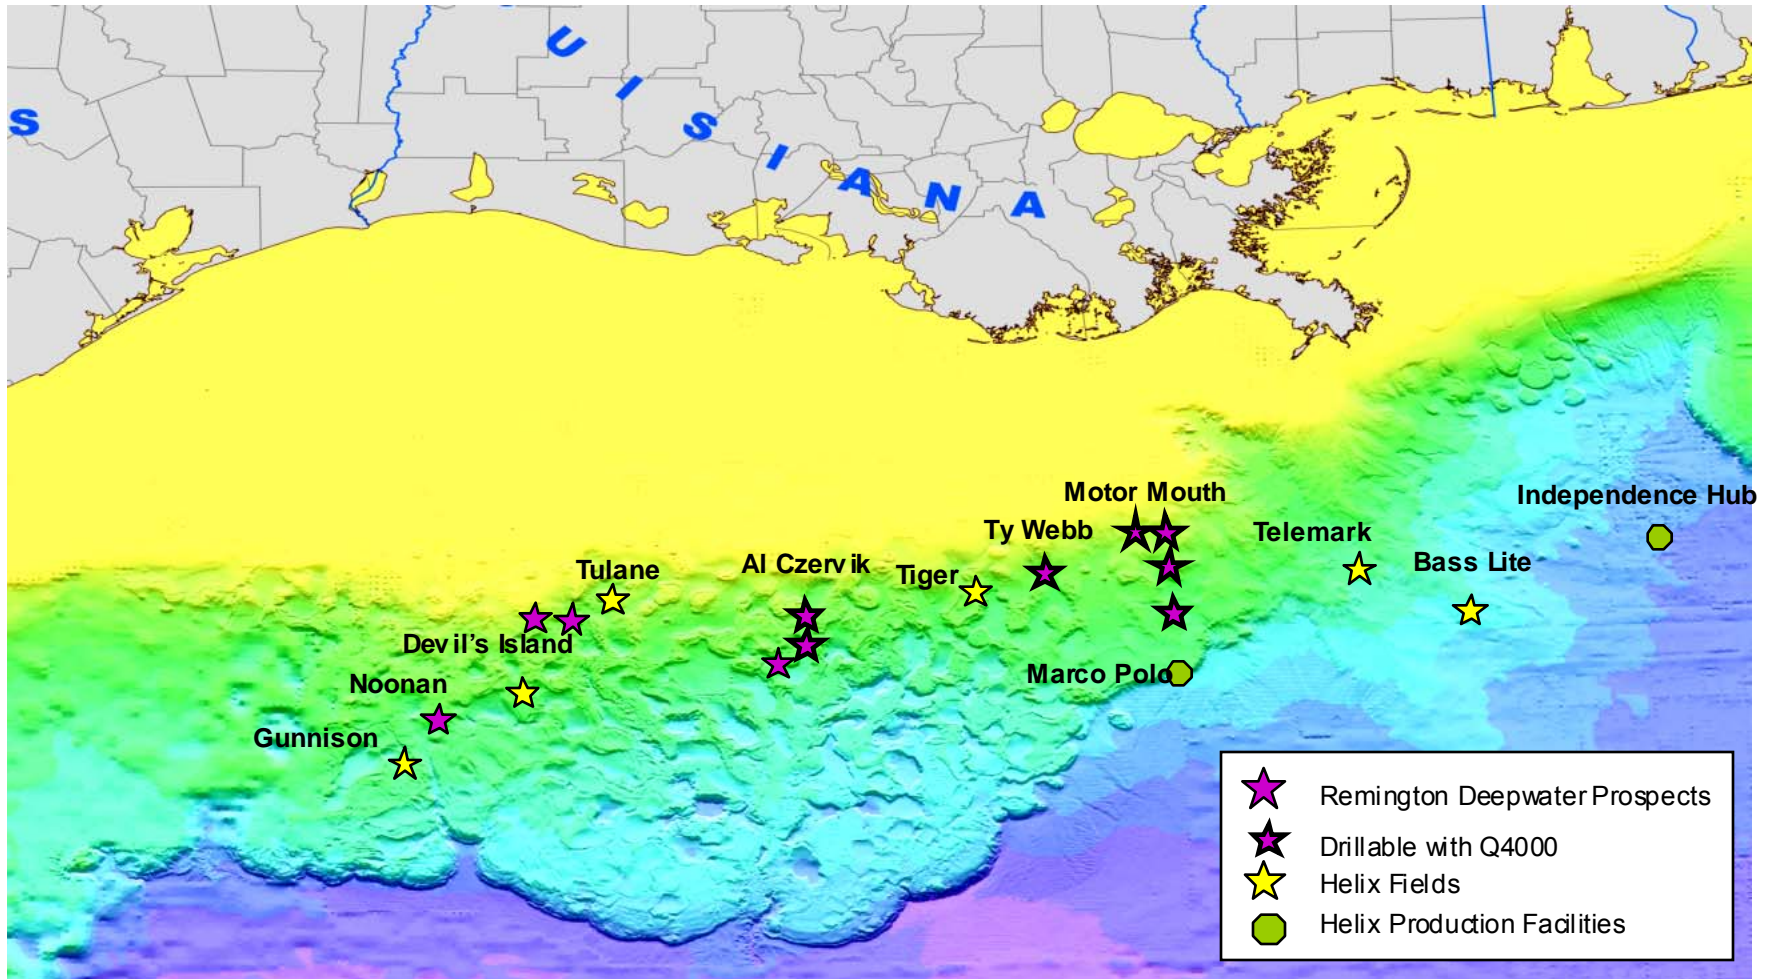 S
U I S I A N A
Motor Mouth
Independence Hub
Ty Webb
Telemark
Al Czervik
Bass Lite
Tulane
Tiger
Devil's Island
Marco Polo
Noonan
Gunnison
Remington Deepwater Prospects
Drillable with Q4000
Helix Fields
Helix Production Facilities